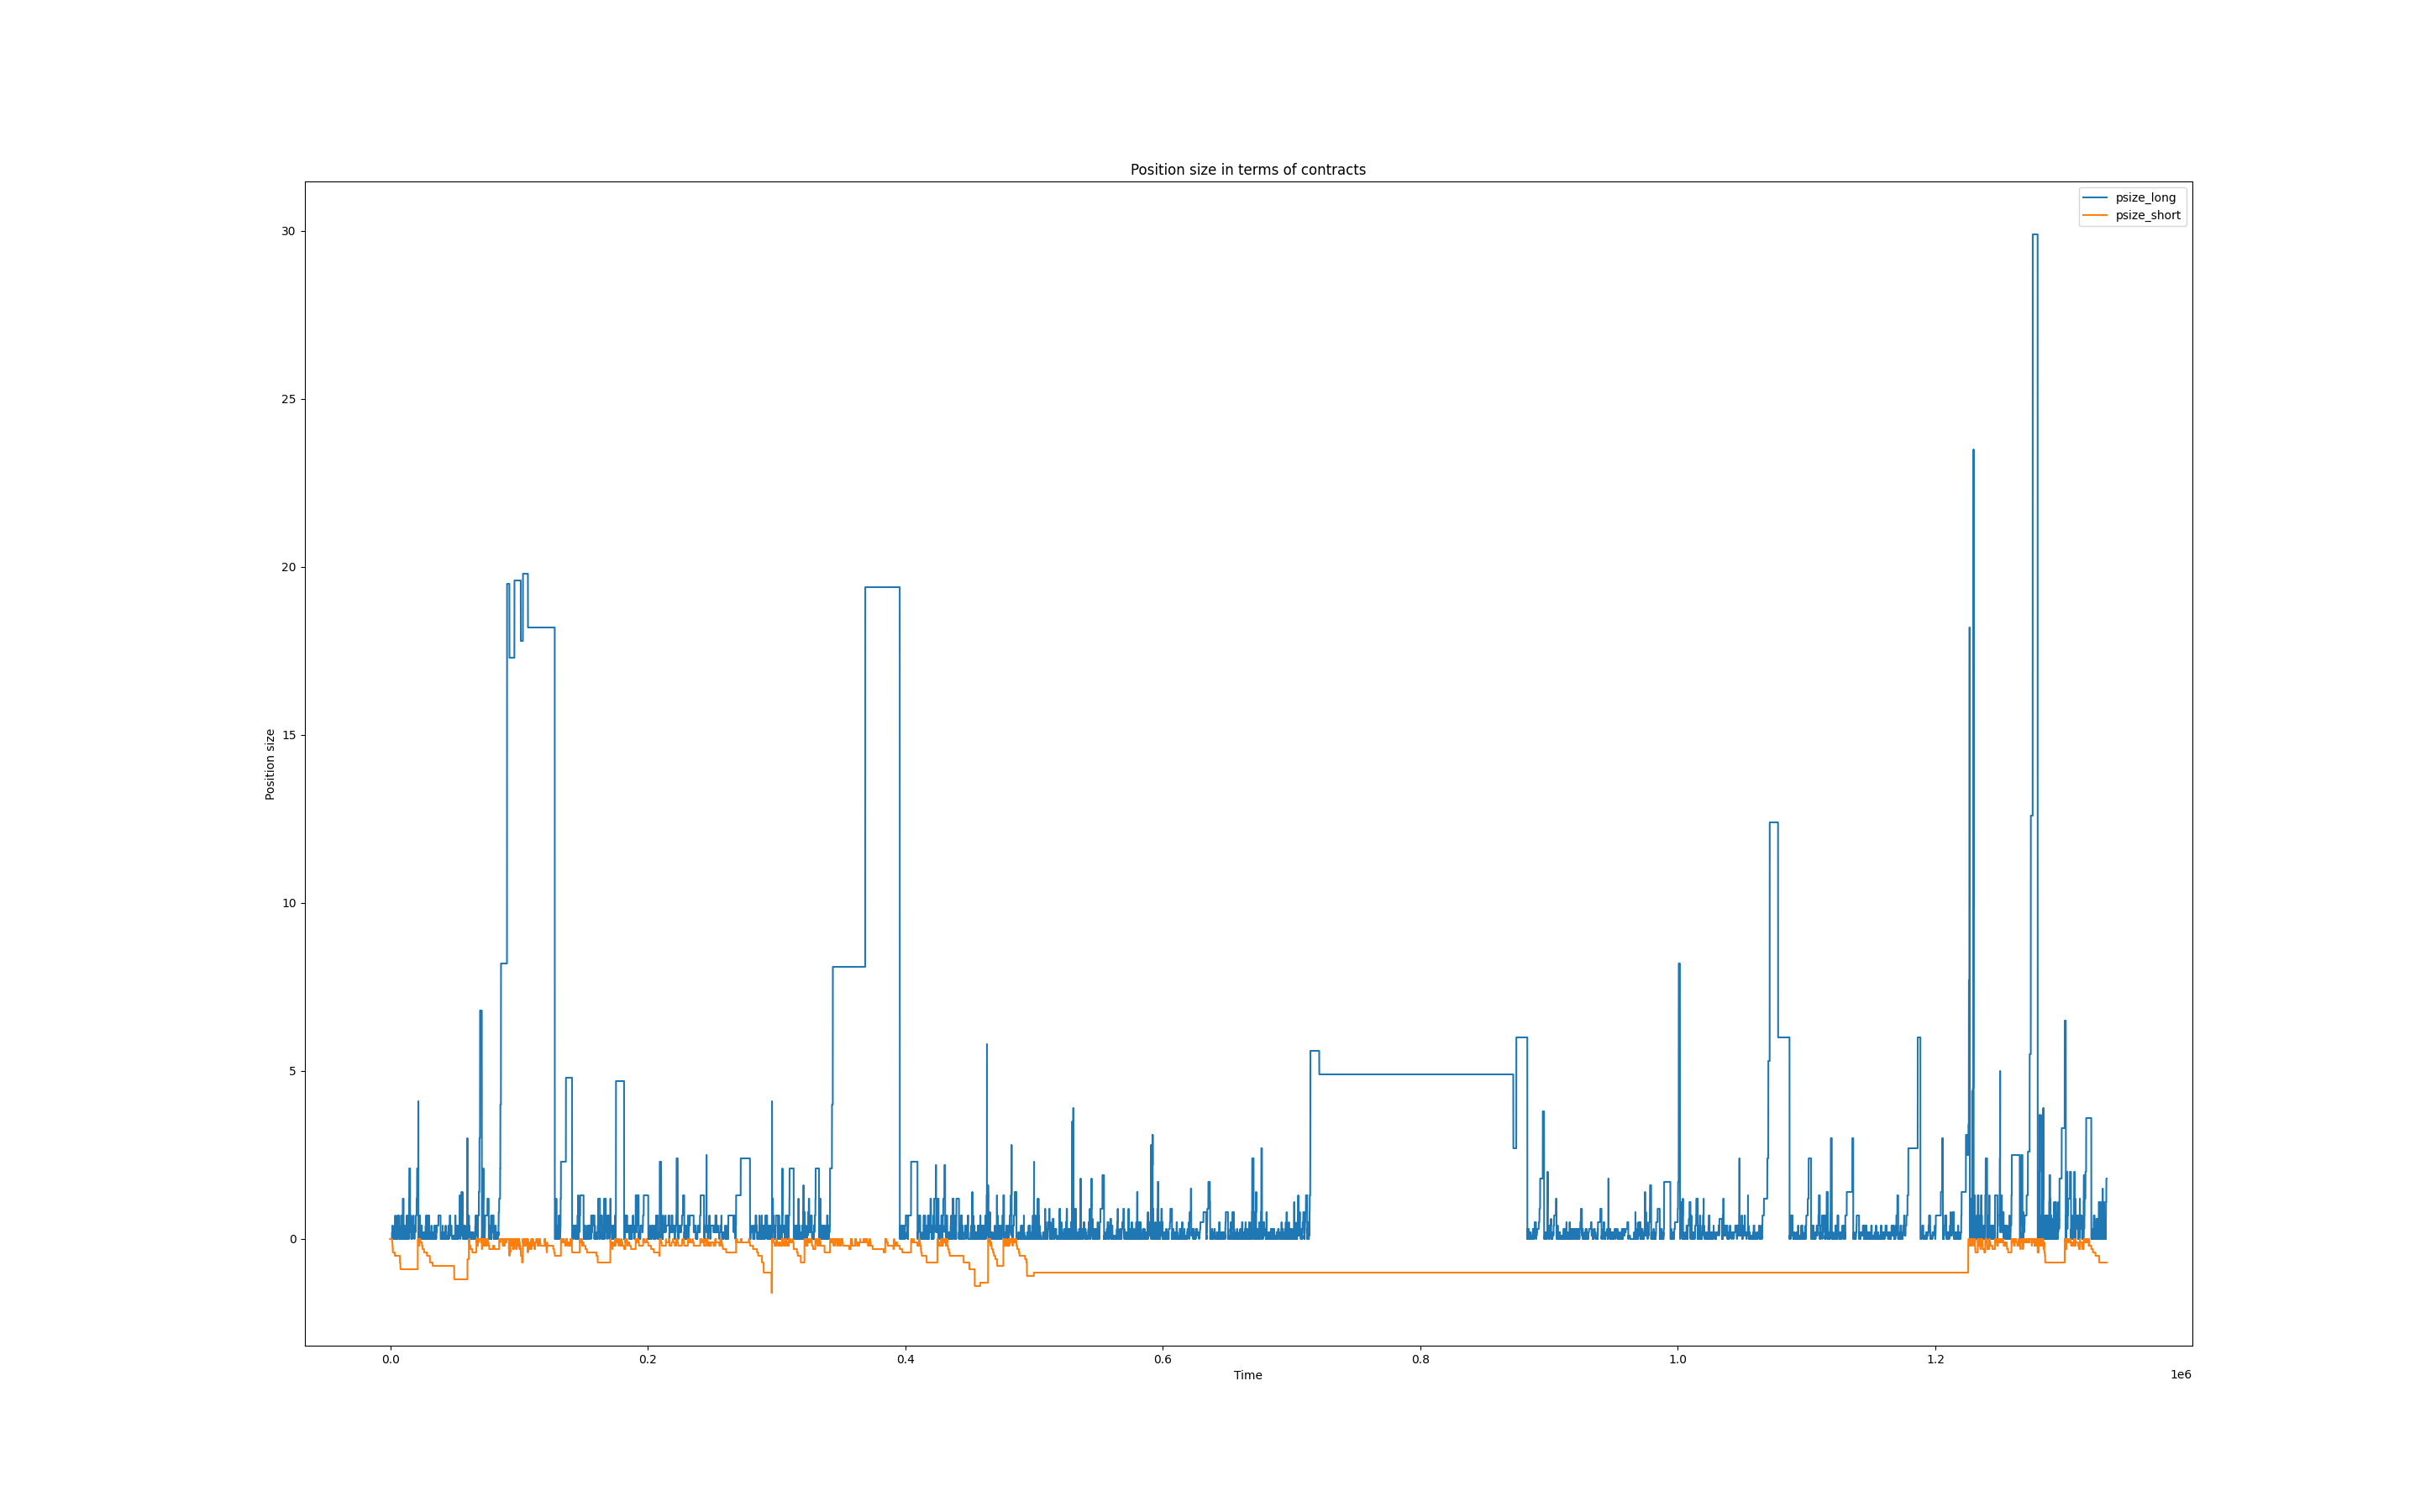 Position size in terms of contracts
psize_long
psize_short
30
25
20
15
10
5
0
Position size
0.0 0.2 0.4 0.6 0.8 1.0 1.2
Time
1e6